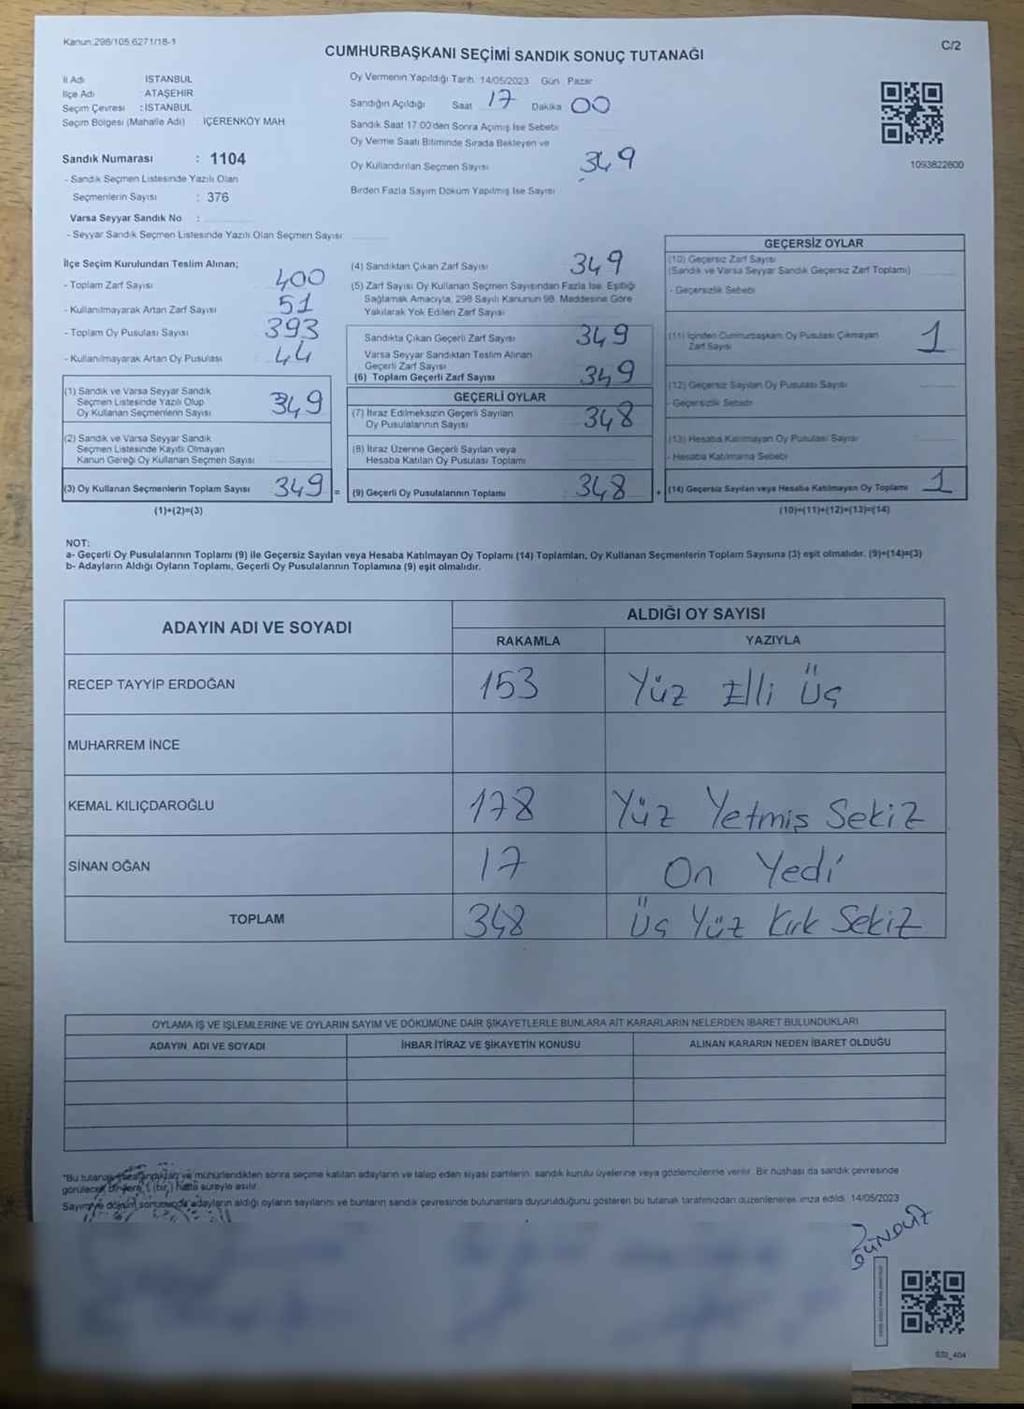 Kanun:298/105 6271/18-1
C/2
CUMHURBAŞKANI SEÇİMİ SANDIK SONUÇ TUTANAĞI
İl Adı İSTANBUL
İlçe Adı : ATAŞEHİR
Seçim Çevresi : İSTANBUL
Seçim Bölgesi (Mahalle Adı) İÇERENKÖY MAH
Sandık Numarası : 1104
- Sandık Seçmen Listesinde Yazılı Olan
Seçmenlerin Sayısı : 376
Varsa Seyyar Sandık No :
- Seyyar Sandık Seçmen Listesinde Yazılı Olan Seçmen Sayısı
Oy Vermenin Yapıldığı Tarih 14/05/2023 Gün Pazar
Sandığın Açıldığı Saat 17 Dakika 00
Sandık Saat 17:00'den Sonra Açımış İse Sebebi
Oy Verme Saati Bitiminde Sırada Bekleyen ve
Oy Kullandırılan Seçmen Sayısı 349
Birden Fazla Sayım Döküm Yapılmış İse Sayısı
1093822600
İlçe Seçim Kurulundan Teslim Alınan;
- Toplam Zarf Sayısı 400
- Kullanılmayarak Artan Zarf Sayısı 51
- Toplam Oy Pusulası Sayısı 393
- Kullanılmayarak Artan Oy Pusulası 44
(1) Sandık ve Varsa Seyyar Sandık
Seçmen Listesinde Yazılı Olup
Oy Kullanan Seçmenlerin Sayısı 349
(2) Sandık ve Varsa Seyyar Sandık
Seçmen Listesinde Kayıtlı Olmayan
Kanun Gereği Oy Kullanan Seçmen Sayısı
(3) Oy Kullanan Seçmenlerin Toplam Sayısı 349 =
(1)+(2)=(3)
(4) Sandıktan Çıkan Zarf Sayısı 349
(5) Zarf Sayısı Oy Kullanan Seçmen Sayısından Fazla İse, Eşitliği
Sağlamak Amacıyla, 298 Sayılı Kanunun 98. Maddesine Göre
Yakılarak Yok Edilen Zarf Sayısı
Sandıkta Çıkan Geçerli Zarf Sayısı 349
Varsa Seyyar Sandıktan Teslim Alınan
Geçerli Zarf Sayısı
(6) Toplam Geçerli Zarf Sayısı 349
GEÇERLİ OYLAR
(7) İtiraz Edilmeksizin Geçerli Sayılan
Oy Pusulalarının Sayısı 348
(8) İtiraz Üzerine Geçerli Sayılan veya
Hesaba Katılan Oy Pusulası Toplamı
(9) Geçerli Oy Pusulalarının Toplamı 348 +
GEÇERSİZ OYLAR
(10) Geçersiz Zarf Sayısı
(Sandık ve Varsa Seyyar Sandık Geçersiz Zarf Toplamı)
- Geçersizlik Sebebi
(11) İçinden Cumhurbaşkanı Oy Pusulası Çıkmayan
Zarf Sayısı 1
(12) Geçersiz Sayılan Oy Pusulası Sayısı
- Geçersizlik Sebebi
(13) Hesaba Katılmayan Oy Pusulası Sayısı
- Hesaba Katılmama Sebebi
(14) Geçersiz Sayılan veya Hesaba Katılmayan Oy Toplamı 1
(10)+(11)+(12)+(13)=(14)
NOT:
a- Geçerli Oy Pusulalarının Toplamı (9) ile Geçersiz Sayılan veya Hesaba Katılmayan Oy Toplamı (14) Toplamları, Oy Kullanan Seçmenlerin Toplam Sayısına (3) eşit olmalıdır. (9)+(14)=(3)
b- Adayların Aldığı Oyların Toplamı, Geçerli Oy Pusulalarının Toplamına (9) eşit olmalıdır.
ADAYIN ADI VE SOYADI
ALDIĞI OY SAYISI
RAKAMLA YAZIYLA
RECEP TAYYİP ERDOĞAN 153 Yüz Elli Üç
MUHARREM İNCE
KEMAL KILIÇDAROĞLU 178 Yüz Yetmiş Sekiz
SİNAN OĞAN 17 On Yedi
TOPLAM 348 Üç Yüz Kırk Sekiz
OYLAMA İŞ VE İŞLEMLERİNE VE OYLARIN SAYIM VE DÖKÜMÜNE DAİR ŞİKAYETLERLE BUNLARA AİT KARARLARIN NELERDEN İBARET BULUNDUKLARI
ADAYIN ADI VE SOYADI İHBAR İTİRAZ VE ŞİKAYETİN KONUSU ALINAN KARARIN NEDEN İBARET OLDUĞU
"Bu tutanağın ve mühürlendikten sonra seçime katılan adayların ve talep eden siyasi partilerin, sandık kurulu üyelerine veya gözlemcilerine verilir. Bir nüshası da sandık çevresinde
görülecek bir yere 1 (bir) hafta süreyle asılır.
Sayım ve döküm sonucunda adayların aldığı oyların sayılarını ve bunların sandık çevresinde bulunanlara duyurulduğunu gösteren bu tutanak tarafımızdan düzenlenerek imza edildi. 14/05/2023
GÜNDÜZ